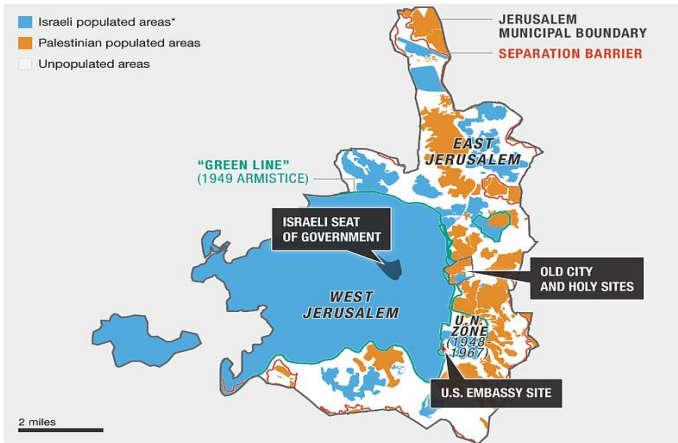 Israeli populated areas*
Palestinian populated areas
Unpopulated areas
JERUSALEM
MUNICIPAL BOUNDARY
SEPARATION BARRIER
EAST
JERUSALEM
“GREEN LINE”
(1949 ARMISTICE)
ISRAELI SEAT
OF GOVERNMENT
OLD CITY
AND HOLY SITES
WEST
JERUSALEM
U.N.
ZONE
(1948
1967)
U.S. EMBASSY SITE
2 miles